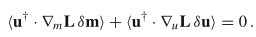 ⟨𝐮† · ∇ₘ𝐋 δ𝐦⟩ + ⟨𝐮† · ∇ᵤ𝐋 δ𝐮⟩ = 0 .